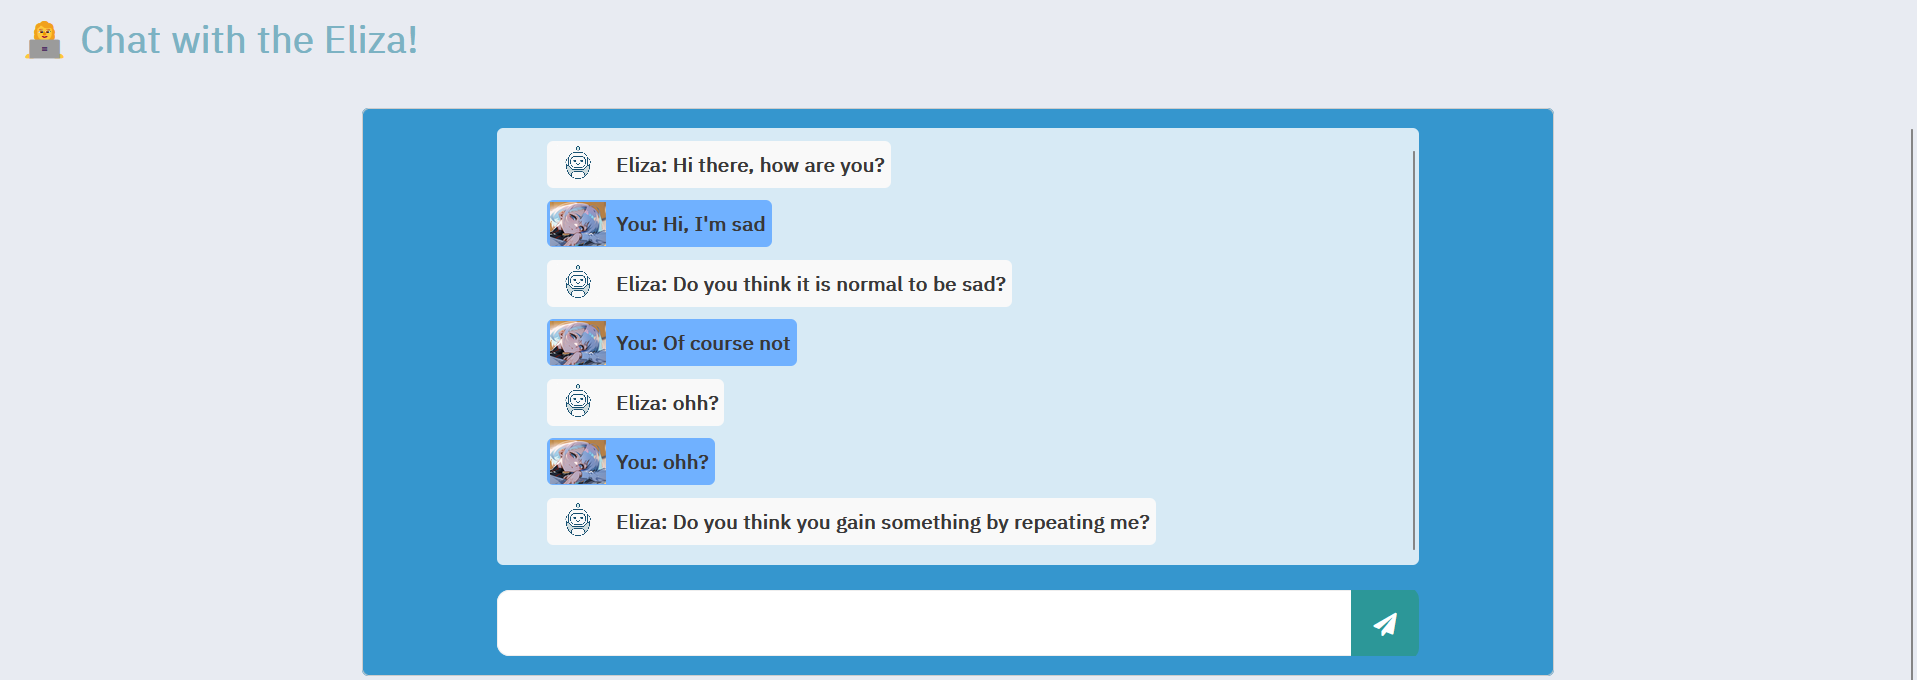 Chat with the Eliza!
Eliza: Hi there, how are you?
You: Hi, I'm sad
Eliza: Do you think it is normal to be sad?
You: Of course not
Eliza: ohh?
You: ohh?
Eliza: Do you think you gain something by repeating me?